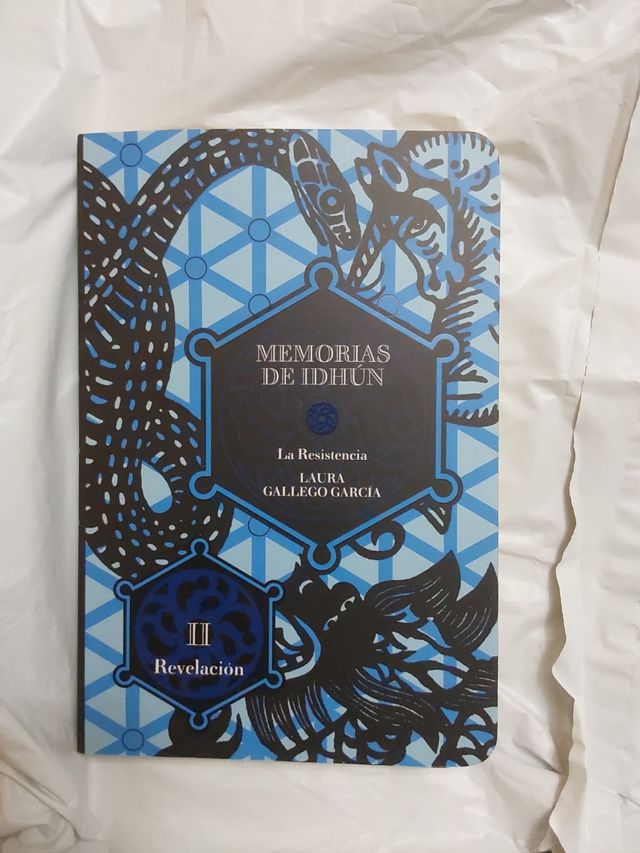 MEMORIAS
DE IDHÚN
La Resistencia
LAURA
GALLEGO GARCÍA
II
Revelación